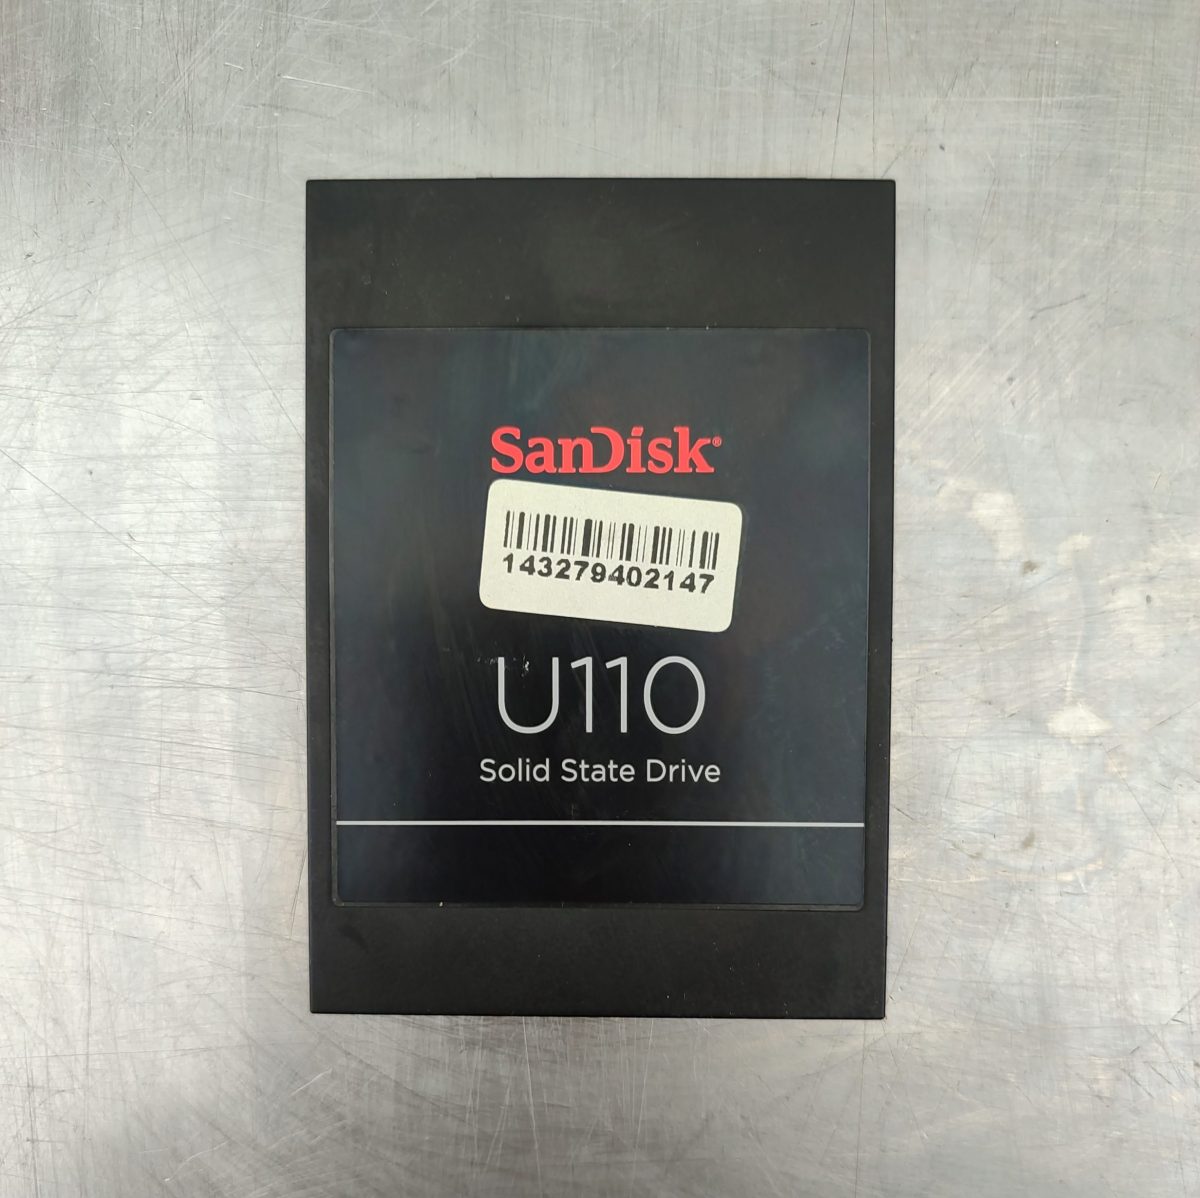 SanDisk®
143279402147
U110
Solid State Drive